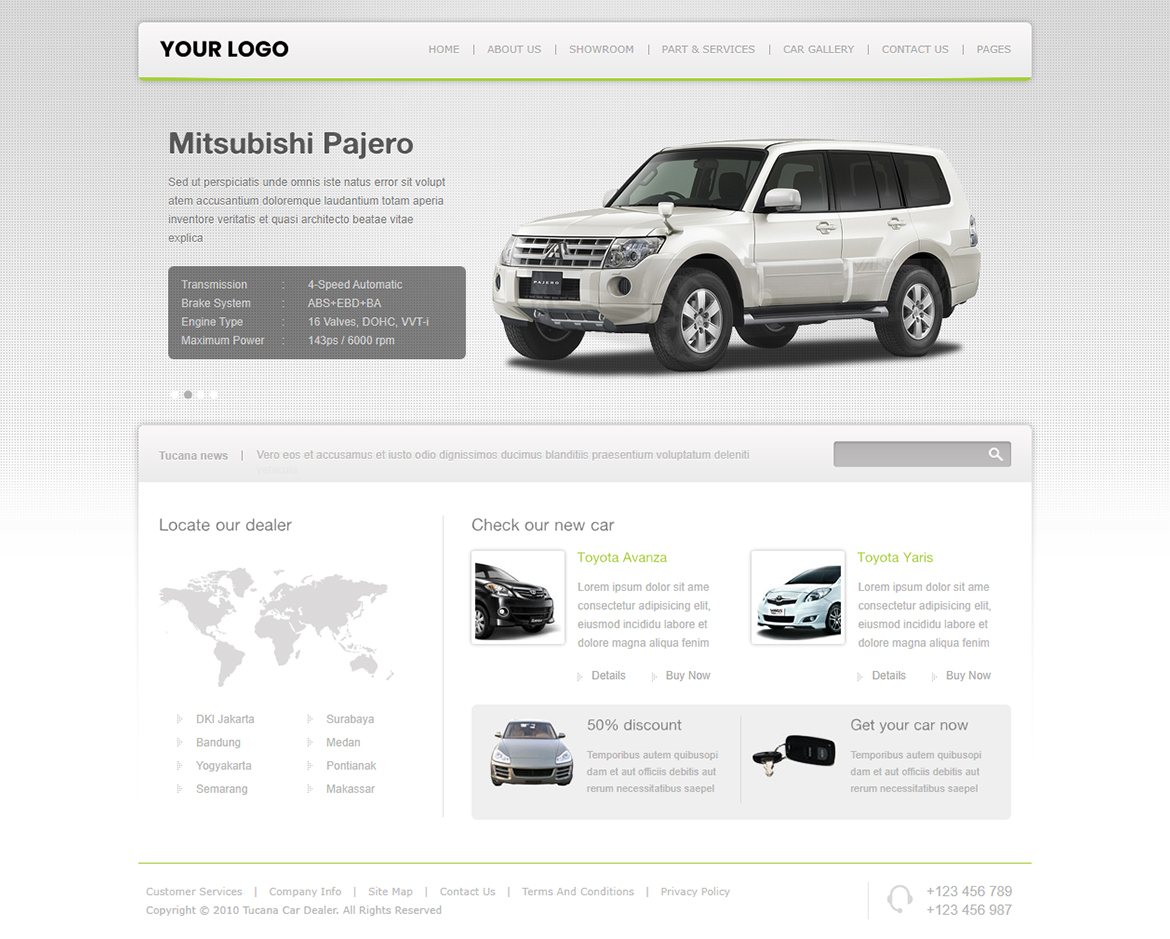 YOUR LOGO
HOME | ABOUT US | SHOWROOM | PART & SERVICES | CAR GALLERY | CONTACT US | PAGES
Mitsubishi Pajero
Sed ut perspiciatis unde omnis iste natus error sit volupt
atem accusantium doloremque laudantium totam aperia
inventore veritatis et quasi architecto beatae vitae
explica
Transmission : 4-Speed Automatic
Brake System : ABS+EBD+BA
Engine Type : 16 Valves, DOHC, VVT-i
Maximum Power : 143ps / 6000 rpm
PAJERO
Tucana news | Vero eos et accusamus et iusto odio dignissimos ducimus blanditiis praesentium voluptatum deleniti
Locate our dealer
DKI Jakarta
Bandung
Yogyakarta
Semarang
Surabaya
Medan
Pontianak
Makassar
Check our new car
Toyota Avanza
Lorem ipsum dolor sit ame
consectetur adipisicing elit,
eiusmod incididu labore et
dolore magna aliqua fenim
Details Buy Now
Toyota Yaris
Lorem ipsum dolor sit ame
consectetur adipisicing elit,
eiusmod incididu labore et
dolore magna aliqua fenim
Details Buy Now
50% discount
Temporibus autem quibusopi
dam et aut officiis debitis aut
rerum necessitatibus saepel
Get your car now
Temporibus autem quibusopi
dam et aut officiis debitis aut
rerum necessitatibus saepel
Customer Services | Company Info | Site Map | Contact Us | Terms And Conditions | Privacy Policy
Copyright © 2010 Tucana Car Dealer. All Rights Reserved
+123 456 789
+123 456 987